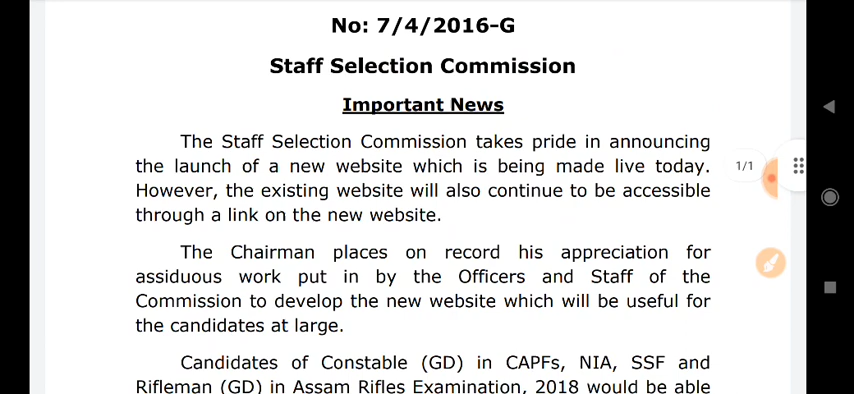 No: 7/4/2016-G
Staff Selection Commission
Important News
The Staff Selection Commission takes pride in announcing
the launch of a new website which is being made live today.
However, the existing website will also continue to be accessible
through a link on the new website.
The Chairman places on record his appreciation for
assiduous work put in by the Officers and Staff of the
Commission to develop the new website which will be useful for
the candidates at large.
Candidates of Constable (GD) in CAPFs, NIA, SSF and
Rifleman (GD) in Assam Rifles Examination, 2018 would be able
1/1